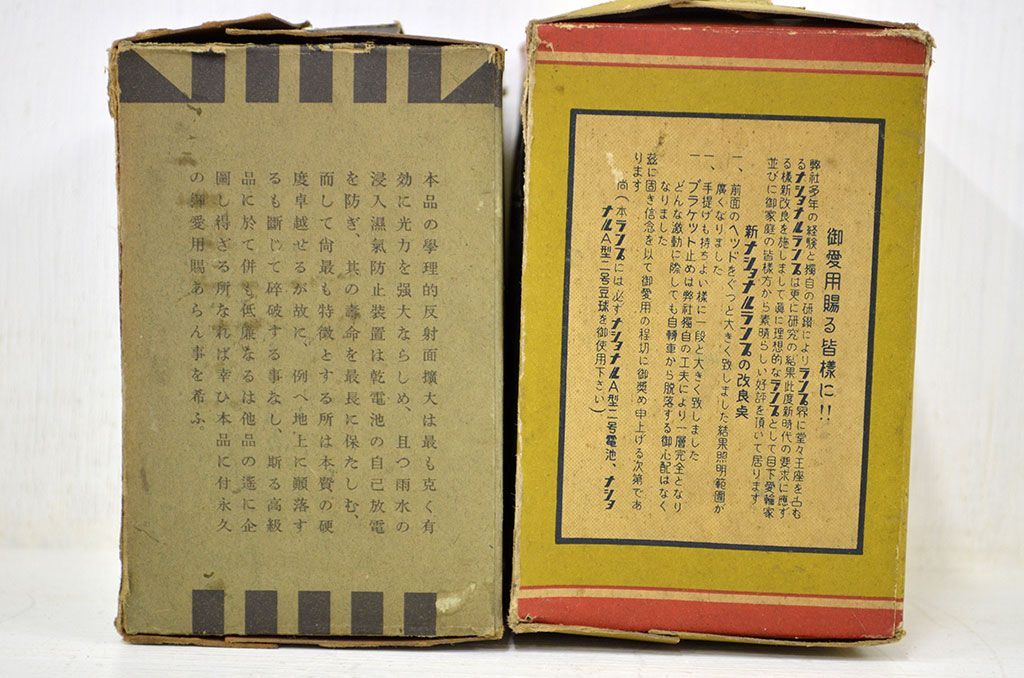 本品の學理的反射面擴大は最も克く有
効に光力を强大ならしめ、且つ雨水の
浸入濕氣防止装置は乾電池の自己放電
を防ぎ、其の壽命を最長に保たしむ、
而して尙最も特徴とする所は本質の硬
度卓越せるが故に、例へ地上に顚落す
るも斷じて碎破する事なし、斯る高級
品に於て併も低廉なるは他品の遙に企
圖し得ざる所なれば幸ひ本品に付永久
の御愛用賜あらん事を希ふ。
御愛用賜る皆樣に!!
弊社多年の経験と獨自の研鑽によりランプ界に堂々王座を占む
るナショナルランプは更に研究の結果此度新時代の要求に應ず
る樣新改良を施しまして眞に理想的なランプとして目下愛輪家
並びに御家庭の皆樣方から素晴らしい好評を頂いて居ります
新ナショナルランプの改良奌
一、前面のヘッドをぐっと大きく致しました結果照明範囲が
廣くなりました
一、手提げも持ちよい樣に一段と大きく致しました
一、ブラケット止めは弊社獨自の工夫により一層完全となり
どんな激動に際しても自轉車から脱落する御心配はなく
なりました
茲に固き信念を以て御愛用の程切に御奬め申上げる次第であ
ります
尙(本ランプには必ずナショナルA型二号電池、ナショ
ナルA型二号豆球を御使用下さい)